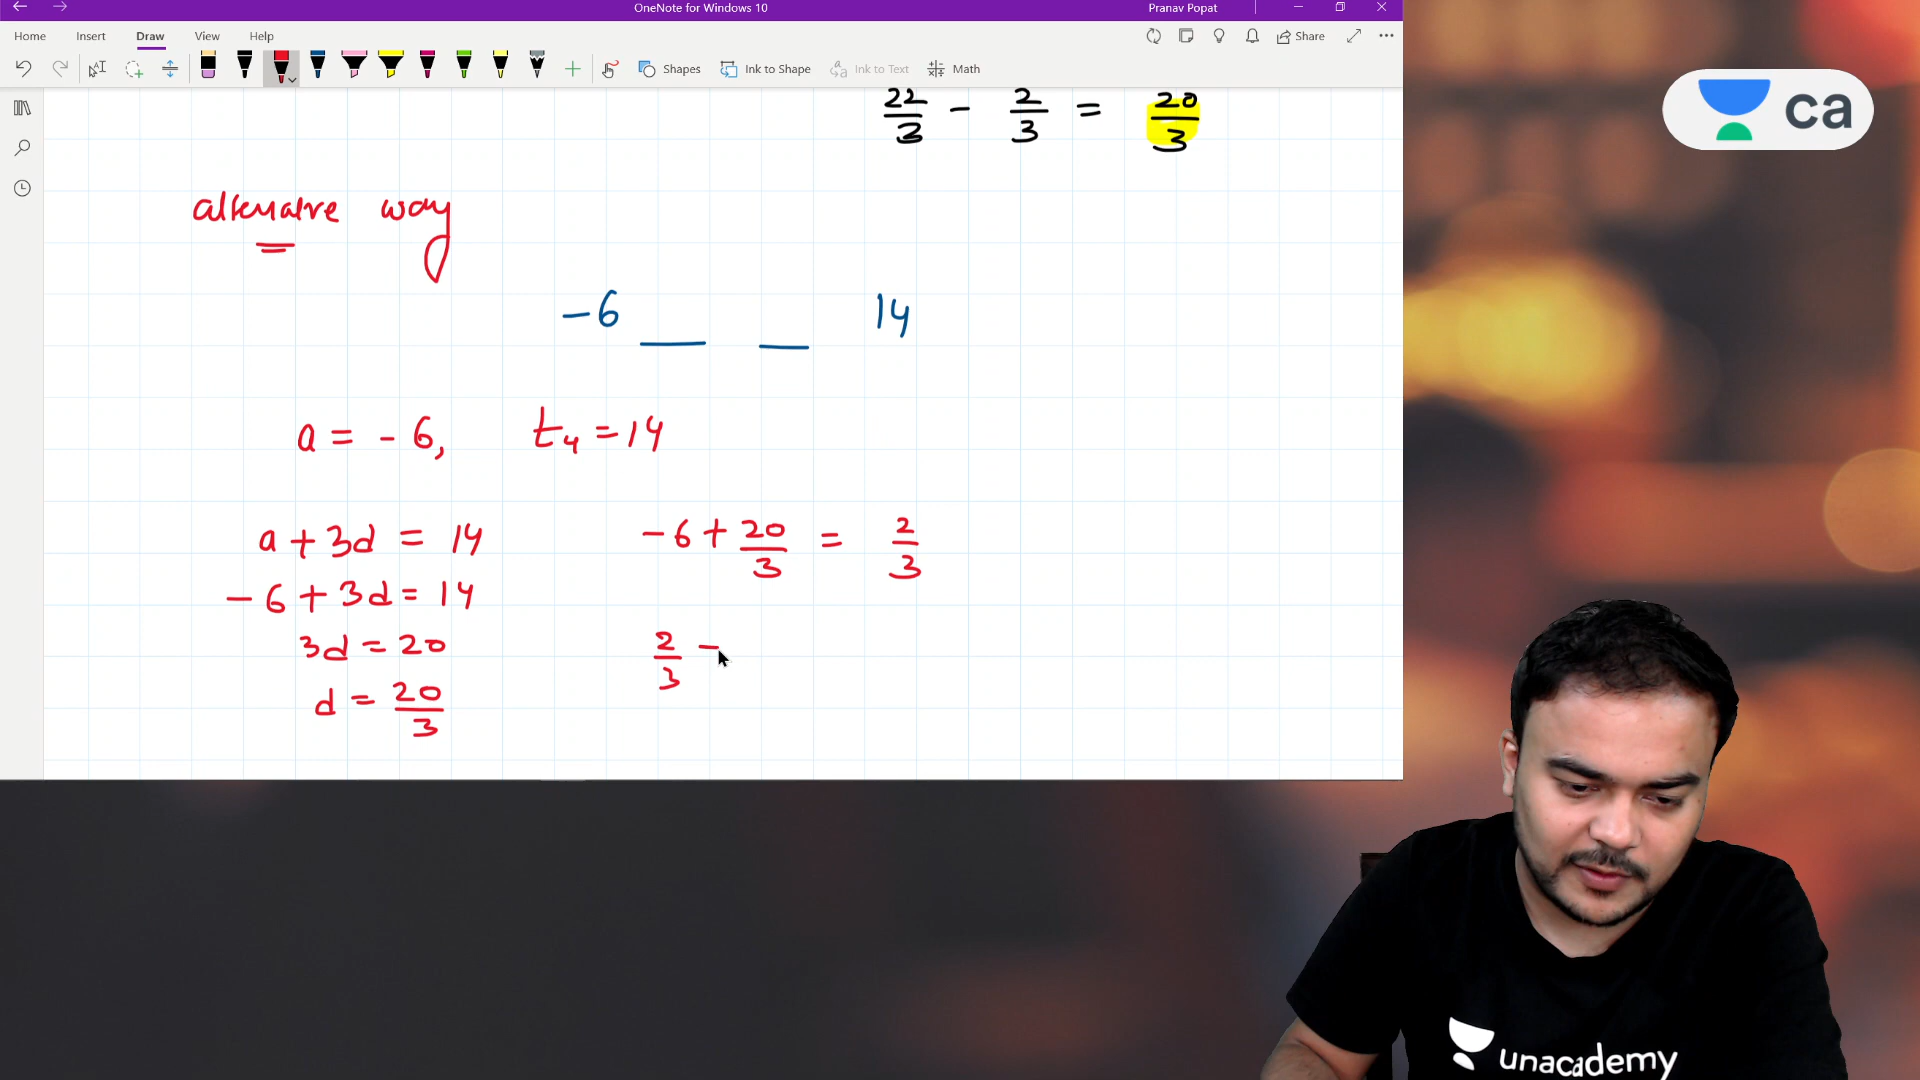 OneNote for Windows 10
Pranav Popat
Home Insert Draw View Help
Share
Shapes Ink to Shape Ink to Text Math
22/3 - 2/3 = 20/3
way
-6 __ __ 14
a = -6, t₄ = 14
a + 3d = 14
-6 + 3d = 14
3d = 20
d = 20/3
-6 + 20/3 = 2/3
2/3 -
ca
unacademy